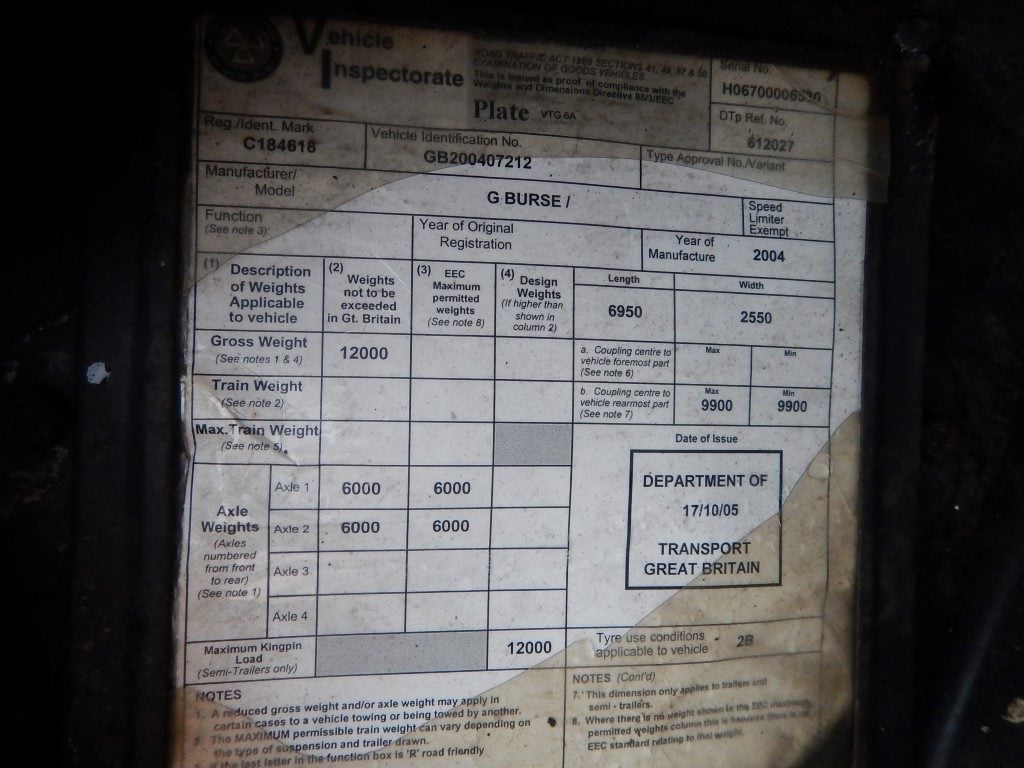 Vehicle
Inspectorate
ROAD TRAFFIC ACT 1988 SECTIONS 41, 49, 57 & 58
EXAMINATION OF GOODS VEHICLES
This is issued as proof of compliance with the
Weights and Dimensions Directive 85/3/EEC
Plate VTG 6A
Serial No.
DTp Ref. No.
612027
Reg./Ident. Mark
C184618
Vehicle Identification No.
GB200407212
Type Approval No./Variant
Manufacturer/
Model
G BURSE /
Speed
Limiter
Exempt
Function
(See note 3):
Year of Original
Registration
Year of
Manufacture
2004
(1) Description
of Weights
Applicable
to vehicle
(2) Weights
not to be
exceeded
in Gt. Britain
(3) EEC
Maximum
permitted
weights
(See note 8)
(4) Design
Weights
(If higher than
shown in
column 2)
Length
6950
Width
2550
Gross Weight
(See notes 1 & 4)
12000
a. Coupling centre to
vehicle foremost part
(See note 6)
Max
Min
Train Weight
(See note 2)
b. Coupling centre to
vehicle rearmost part
(See note 7)
Max
9900
Min
9900
Max.Train Weight
(See note 5)
Date of Issue
DEPARTMENT OF
17/10/05
TRANSPORT
GREAT BRITAIN
Axle
Weights
(Axles
numbered
from front
to rear)
(See note 1)
Axle 1
6000
6000
Axle 2
6000
6000
Axle 3
Axle 4
Maximum Kingpin
Load
(Semi-Trailers only)
12000
Tyre use conditions
applicable to vehicle
2B
NOTES
1. A reduced gross weight and/or axle weight may apply in
certain cases to a vehicle towing or being towed by another.
2. The MAXIMUM permissible train weight can vary depending on
the type of suspension and trailer drawn.
If the last letter in the function box is 'R' road friendly
NOTES (Cont'd)
7. This dimension only applies to trailers and
semi - trailers.
8. Where there is no weight shown in the EEC maximum
permitted weights column this is because there is no
EEC standard relating to that weight.